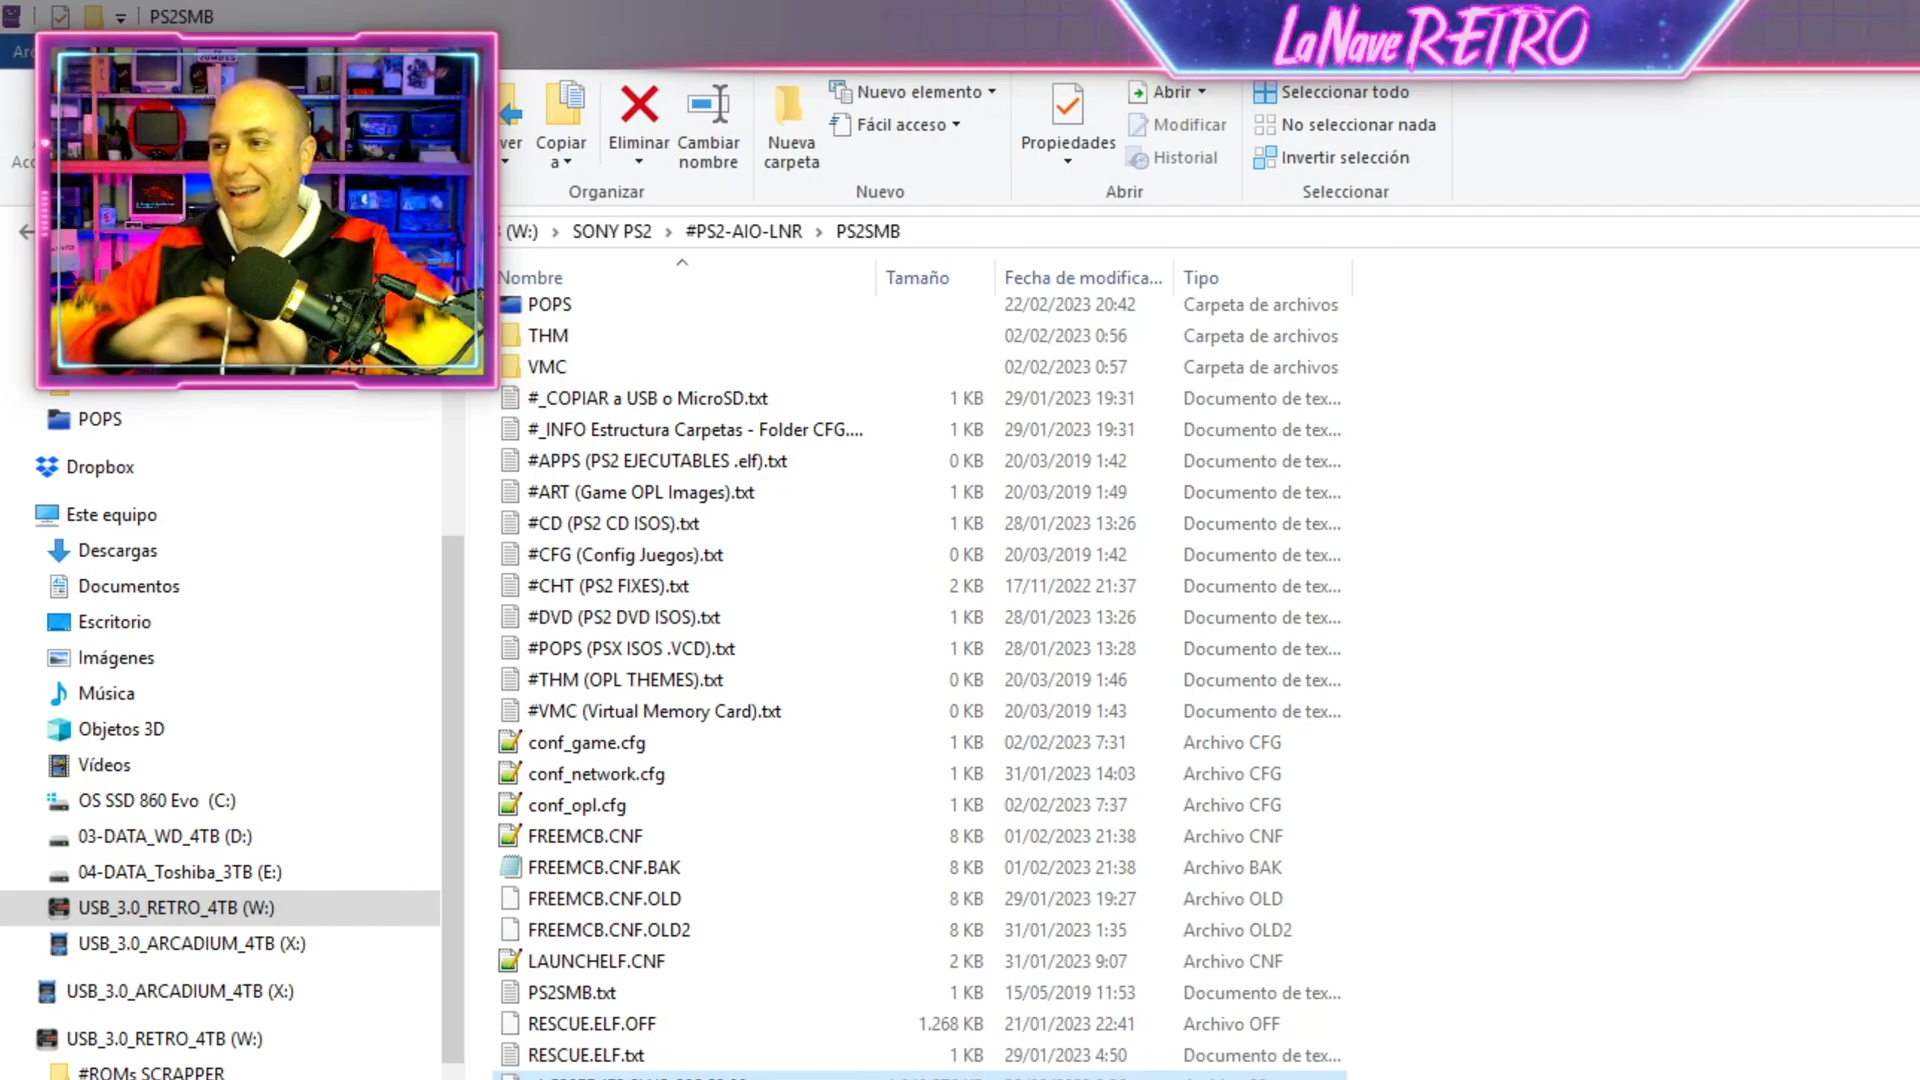 PS2SMB
LaNave RETRO
Copiar a
Eliminar
Cambiar nombre
Nueva carpeta
Nuevo elemento
Fácil acceso
Propiedades
Abrir
Modificar
Historial
Seleccionar todo
No seleccionar nada
Invertir selección
Organizar
Nuevo
Abrir
Seleccionar
(W:) > SONY PS2 > #PS2-AIO-LNR > PS2SMB
Nombre Tamaño Fecha de modifica... Tipo
POPS 22/02/2023 20:42 Carpeta de archivos
THM 02/02/2023 0:56 Carpeta de archivos
VMC 02/02/2023 0:57 Carpeta de archivos
#_COPIAR a USB o MicroSD.txt 1 KB 29/01/2023 19:31 Documento de tex...
#_INFO Estructura Carpetas - Folder CFG.... 1 KB 29/01/2023 19:31 Documento de tex...
#APPS (PS2 EJECUTABLES .elf).txt 0 KB 20/03/2019 1:42 Documento de tex...
#ART (Game OPL Images).txt 1 KB 20/03/2019 1:49 Documento de tex...
#CD (PS2 CD ISOS).txt 1 KB 28/01/2023 13:26 Documento de tex...
#CFG (Config Juegos).txt 0 KB 20/03/2019 1:42 Documento de tex...
#CHT (PS2 FIXES).txt 2 KB 17/11/2022 21:37 Documento de tex...
#DVD (PS2 DVD ISOS).txt 1 KB 28/01/2023 13:26 Documento de tex...
#POPS (PSX ISOS .VCD).txt 1 KB 28/01/2023 13:28 Documento de tex...
#THM (OPL THEMES).txt 0 KB 20/03/2019 1:46 Documento de tex...
#VMC (Virtual Memory Card).txt 0 KB 20/03/2019 1:43 Documento de tex...
conf_game.cfg 1 KB 02/02/2023 7:31 Archivo CFG
conf_network.cfg 1 KB 31/01/2023 14:03 Archivo CFG
conf_opl.cfg 1 KB 02/02/2023 7:37 Archivo CFG
FREEMCB.CNF 8 KB 01/02/2023 21:38 Archivo CNF
FREEMCB.CNF.BAK 8 KB 01/02/2023 21:38 Archivo BAK
FREEMCB.CNF.OLD 8 KB 29/01/2023 19:27 Archivo OLD
FREEMCB.CNF.OLD2 8 KB 31/01/2023 1:35 Archivo OLD2
LAUNCHELF.CNF 2 KB 31/01/2023 9:07 Archivo CNF
PS2SMB.txt 1 KB 15/05/2019 11:53 Documento de tex...
RESCUE.ELF.OFF 1.268 KB 21/01/2023 22:41 Archivo OFF
RESCUE.ELF.txt 1 KB 29/01/2023 4:50 Documento de tex...
POPS
Dropbox
Este equipo
Descargas
Documentos
Escritorio
Imágenes
Música
Objetos 3D
Vídeos
OS SSD 860 Evo (C:)
03-DATA_WD_4TB (D:)
04-DATA_Toshiba_3TB (E:)
USB_3.0_RETRO_4TB (W:)
USB_3.0_ARCADIUM_4TB (X:)
USB_3.0_ARCADIUM_4TB (X:)
USB_3.0_RETRO_4TB (W:)
#ROMs SCRAPPER